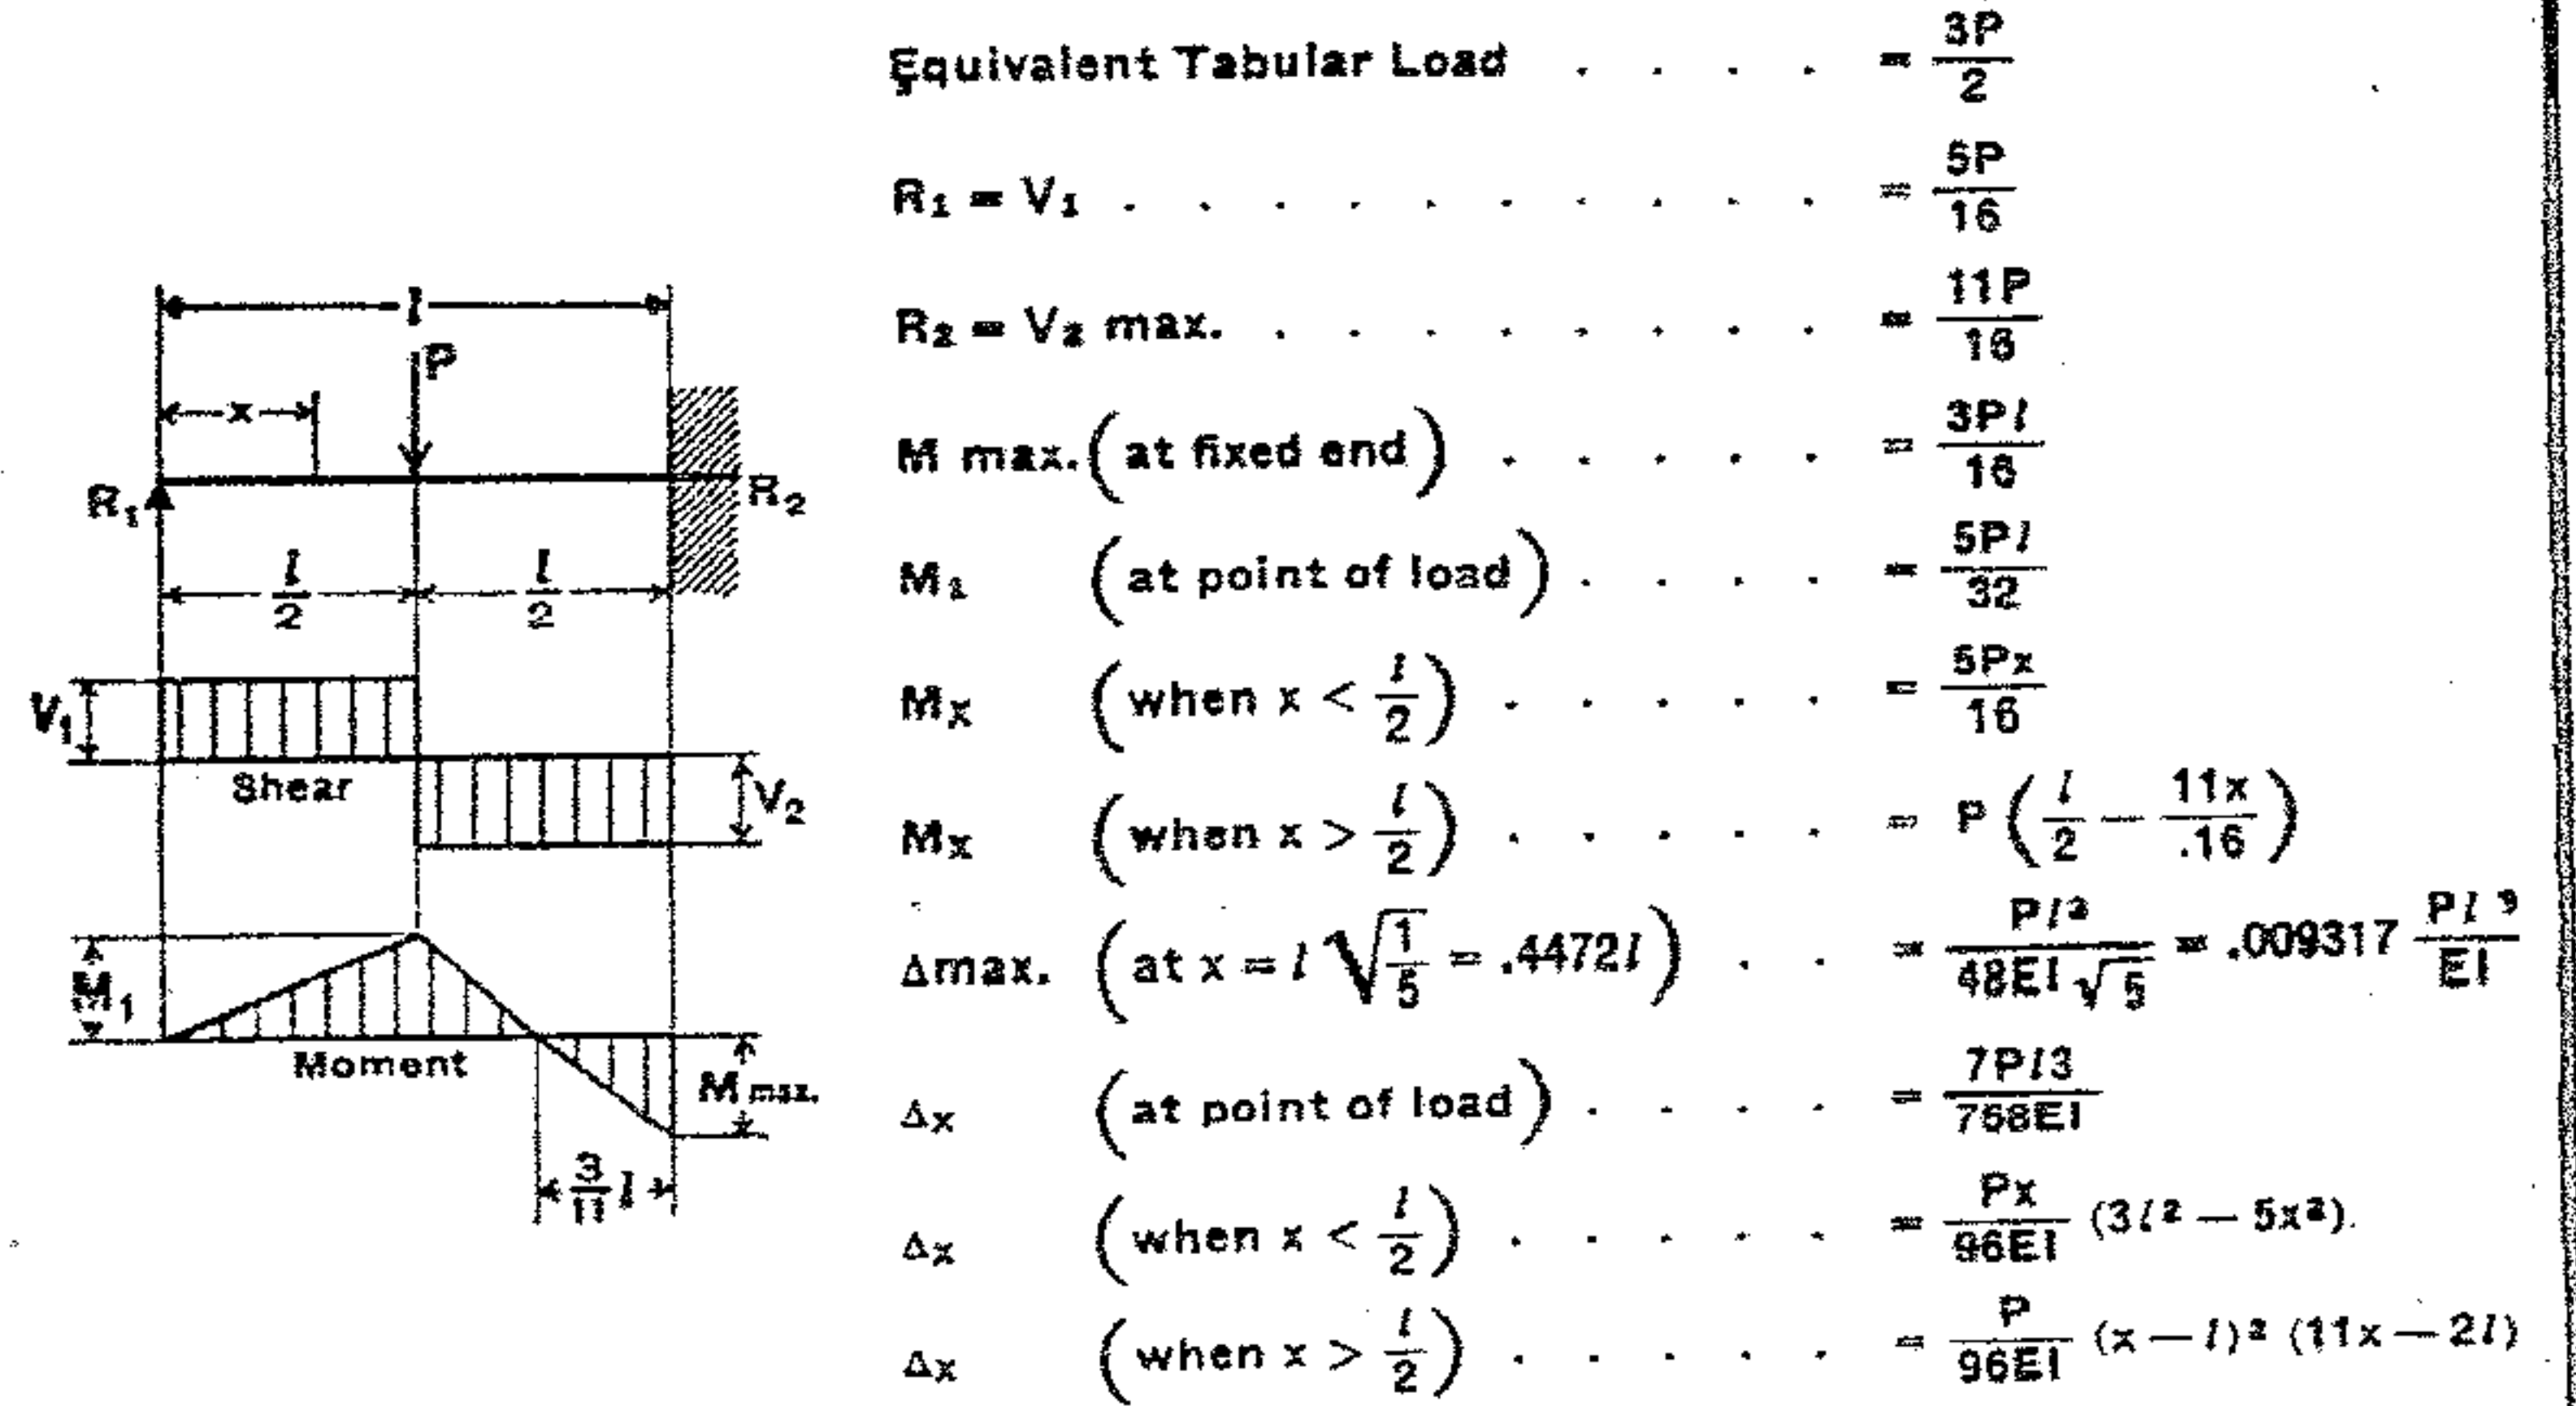 Equivalent Tabular Load . . . . = 3P/2
R₁ = V₁ . . . . . . . . . . = 5P/16
R₂ = V₂ max. . . . . . . . . = 11P/16
M max. (at fixed end) . . . . . = 3Pl/16
M₁ (at point of load) . . . . = 5Pl/32
Mx (when x < l/2) . . . . . = 5Px/16
Mx (when x > l/2) . . . . . = P (l/2 − 11x/.16)
Δmax. (at x = l √1/5 = .4472l) . . = Pl³/48EI√5 = .009317 Pl³/EI
Δx (at point of load) . . . . = 7Pl3/768EI
Δx (when x < l/2) . . . . . = Px/96EI (3l² — 5x²).
Δx (when x > l/2) . . . . . = P/96EI (x — l)² (11x — 2l)
l
P
x
R₁ R₂
l/2 l/2
V₁
Shear
V₂
M₁
Moment
M max.
3/11 l